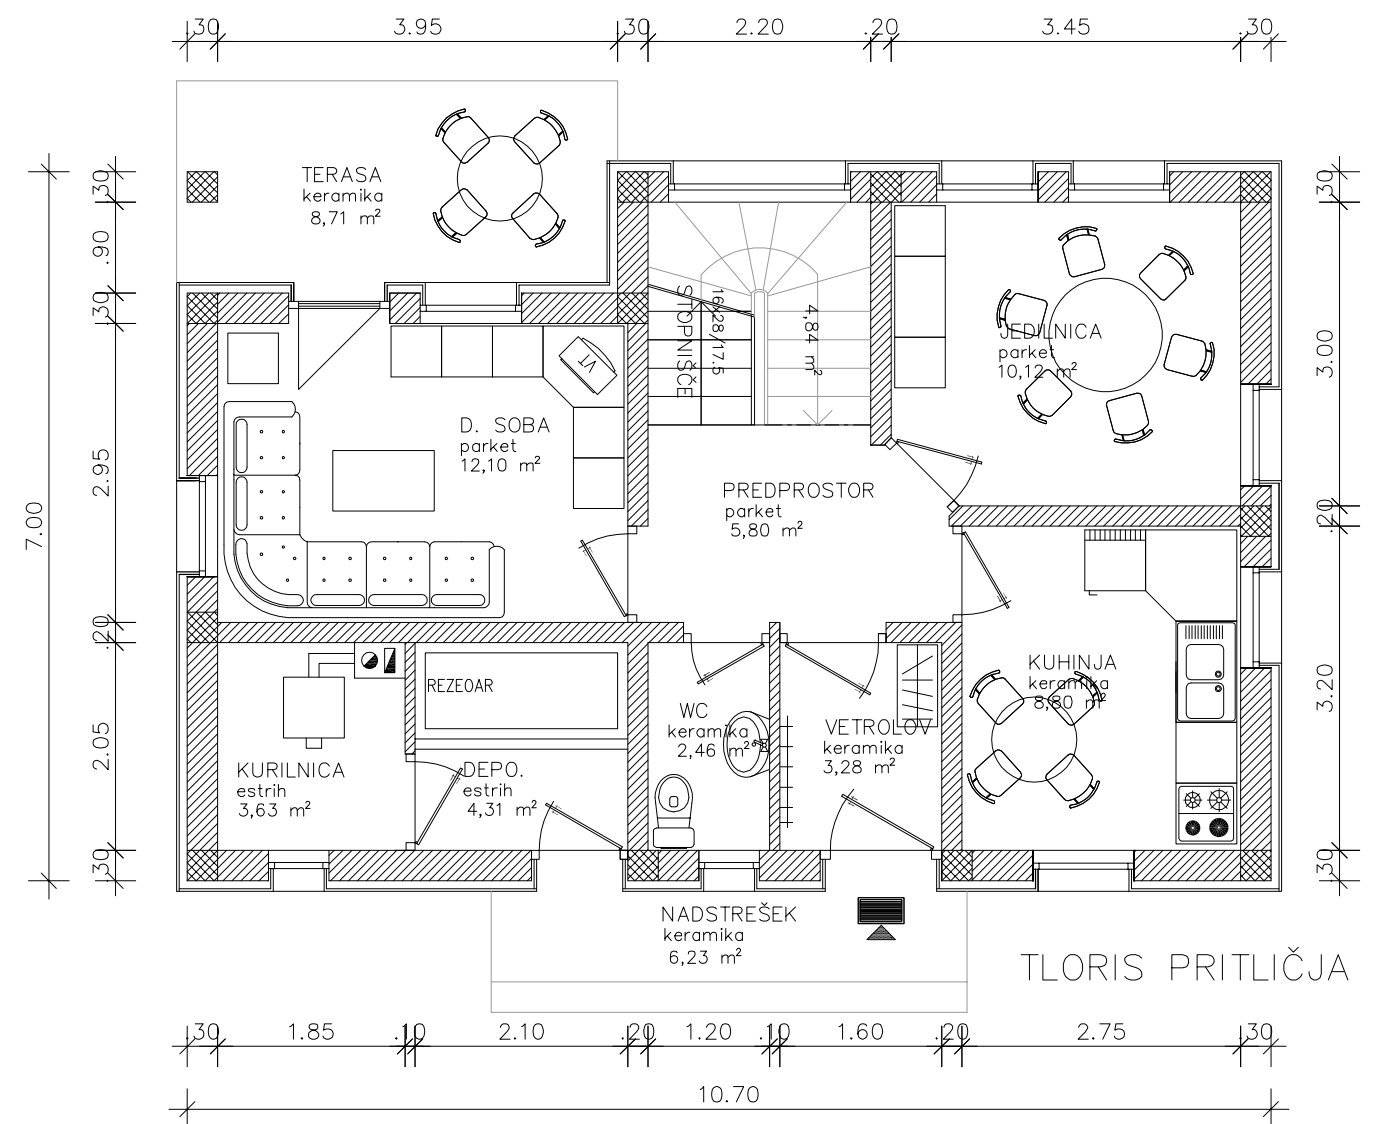 .30
3.95
.30
2.20
.20
3.45
.30
TERASA
keramika
8,71 m²
.30
.90
.30
2.95
.20
2.05
.30
7.00
STOPNIŠČE
16x28/17.5
4,84 m²
JEDILNICA
parket
10,12 m²
VT
D. SOBA
parket
12,10 m²
PREDPROSTOR
parket
5,80 m²
.30
3.00
.20
3.20
.30
KUHINJA
keramika
8,80 m²
REZEOAR
WC
keramika
2,46 m²
VETROLOV
keramika
3,28 m²
KURILNICA
estrih
3,63 m²
DEPO.
estrih
4,31 m²
NADSTREŠEK
keramika
6,23 m²
TLORIS PRITLIČJA
.30
1.85
.10
2.10
.20
1.20
.10
1.60
.20
2.75
.30
10.70